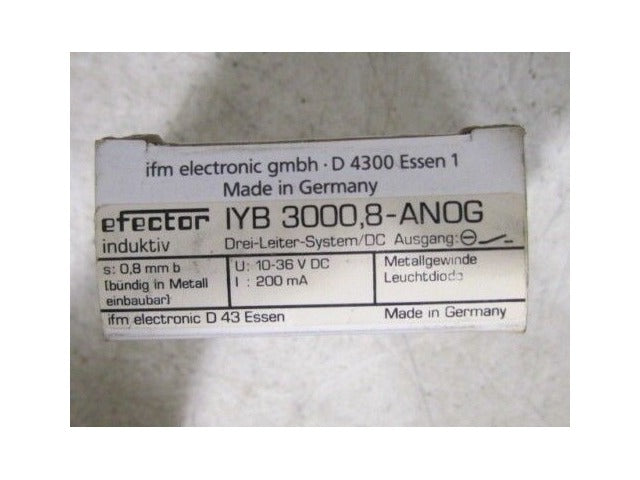 ifm electronic gmbh · D 4300 Essen 1
Made in Germany
efector IYB 3000,8-ANOG
induktiv Drei-Leiter-System/DC Ausgang:
s: 0,8 mm b
(bündig in Metall
einbaubar)
U: 10-36 V DC
I : 200 mA
Metallgewinde
Leuchtdiode
ifm electronic D 43 Essen Made in Germany